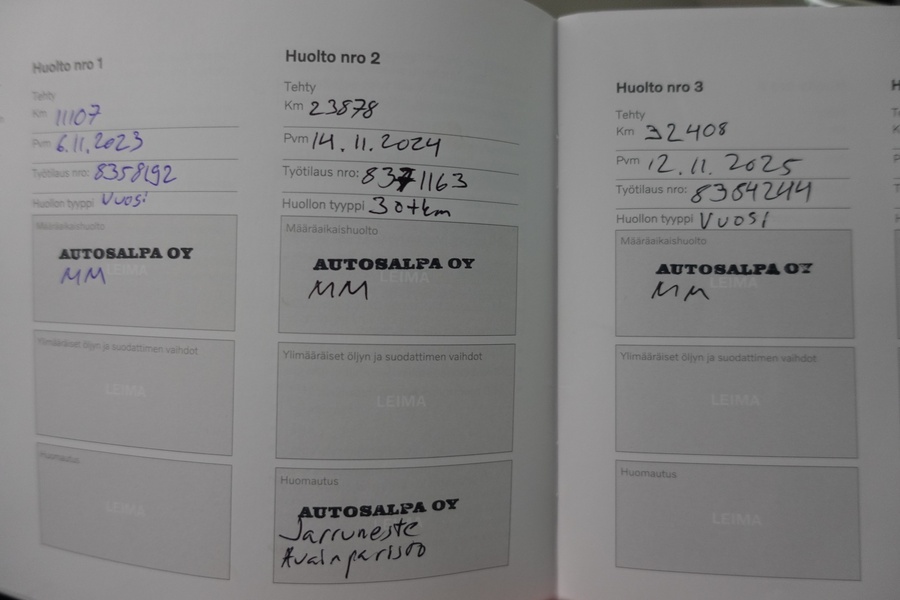 Huolto nro 1
Tehty
Km 11107
Pvm 6.11.2023
Työtilaus nro: 8358192
Huollon tyyppi Vuosi
Määräaikaishuolto
AUTOSALPA OY
LEIMA
MM
Ylimääräiset öljyn ja suodattimen vaihdot
LEIMA
Huomautus
LEIMA
Huolto nro 2
Tehty
Km 23878
Pvm 14.11.2024
Työtilaus nro: 8371163
Huollon tyyppi 30tkm
Määräaikaishuolto
AUTOSALPA OY
LEIMA
MM
Ylimääräiset öljyn ja suodattimen vaihdot
LEIMA
Huomautus
AUTOSALPA OY
Jarruneste
Avainparisto
Huolto nro 3
Tehty
Km 32408
Pvm 12.11.2025
Työtilaus nro: 8384244
Huollon tyyppi Vuosi
Määräaikaishuolto
AUTOSALPA OY
LEIMA
MM
Ylimääräiset öljyn ja suodattimen vaihdot
LEIMA
Huomautus
LEIMA